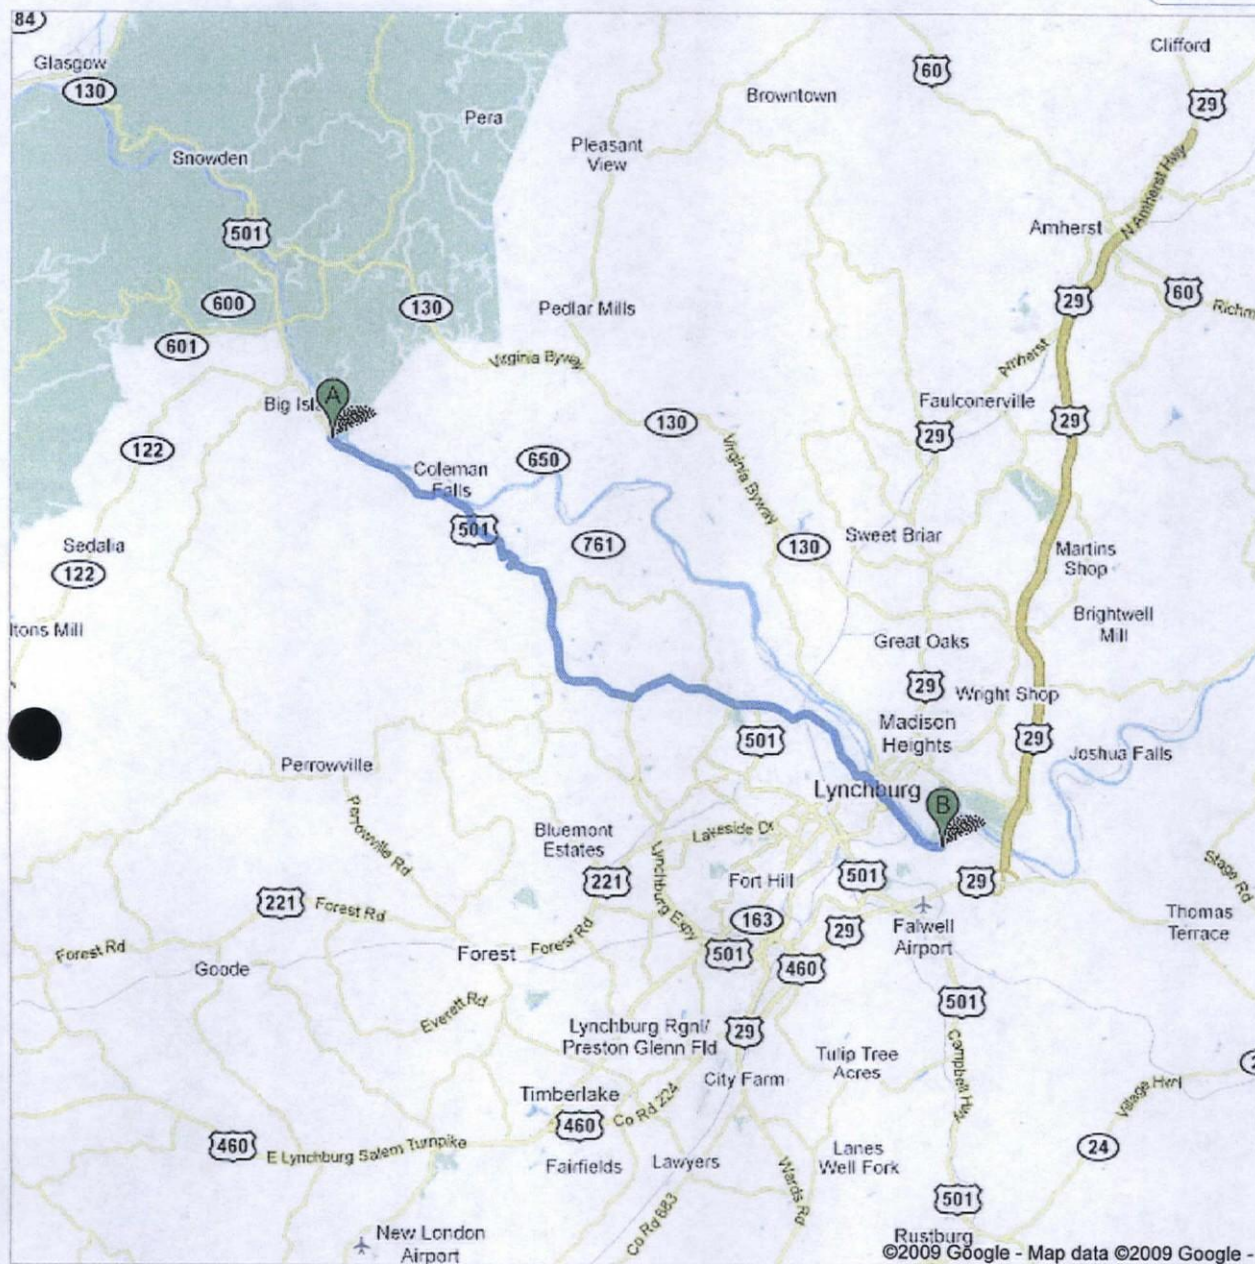 84
Clifford
Glasgow
60
130
29
Browntown
Pera
Pleasant
View
Snowden
N Amherst Hwy
Amherst
501
29
60
600
130
Pedlar Mills
601
Virginia Byway
Amherst
Big
A
Faulconerville
130
29
29
122
Virginia Byway
650
Coleman
Falls
501
761
130
Sweet Briar
Sedalia
122
Martins
Shop
ltons Mill
Brightwell
Mill
Great Oaks
29
Wright Shop
Madison
Heights
501
29
Joshua Falls
Perrowville
Lynchburg
B
Perrowville Rd
Bluemont
Estates
Lakeside Dr
Lynchburg Expy
221
Fort Hill
501
29
Stage Rd
221
Forest Rd
163
Falwell
Airport
Thomas
Terrace
Forest Rd
Forest
Forest Rd
501
29
460
Goode
501
Everett Rd
Lynchburg Rgnl/
Preston Glenn Fld
29
Tulip Tree
Acres
Campbell Hwy
City Farm
Timberlake
460
Co Rd 224
Village Hwy
460
E Lynchburg Salem Turnpike
Fairfields
Lawyers
Lanes
Well Fork
24
Wards Rd
501
Co Rd 683
New London
Airport
Rustburg
©2009 Google - Map data ©2009 Google -